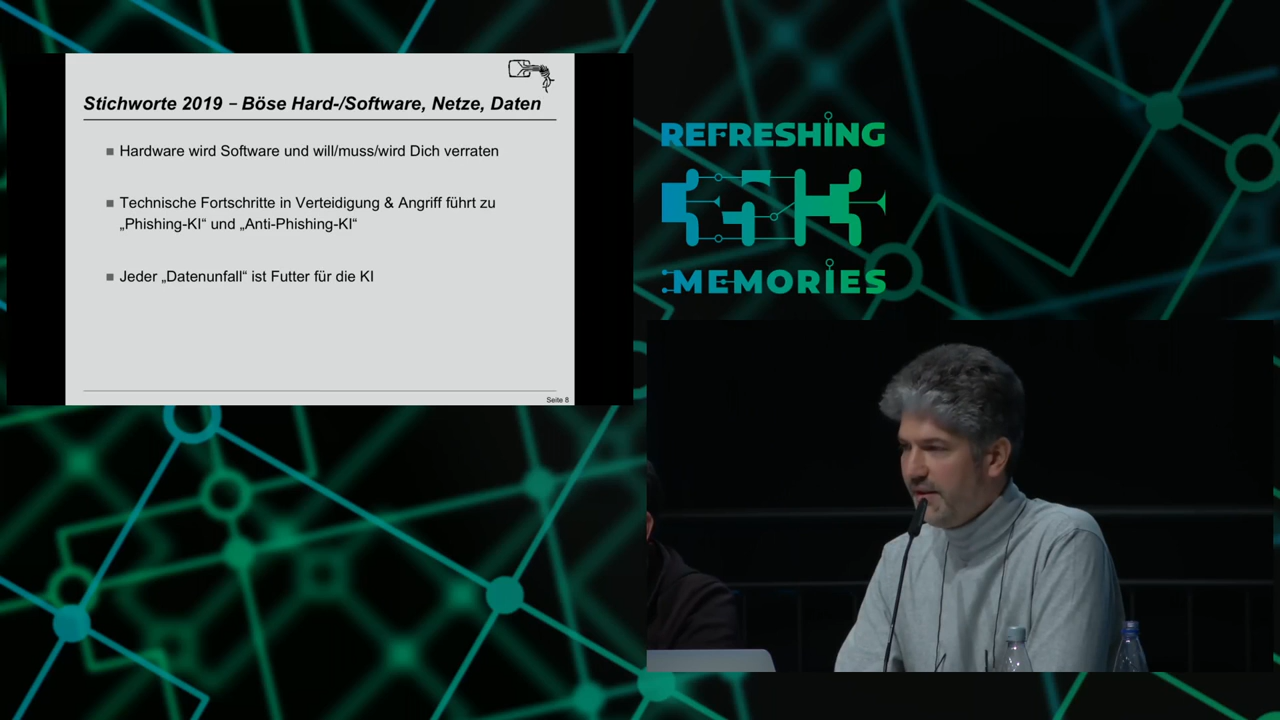 Stichworte 2019 – Böse Hard-/Software, Netze, Daten
■ Hardware wird Software und will/muss/wird Dich verraten
■ Technische Fortschritte in Verteidigung & Angriff führt zu
„Phishing-KI“ und „Anti-Phishing-KI“
■ Jeder „Datenunfall“ ist Futter für die KI
Seite 8
REFRESHING
MEMORIES